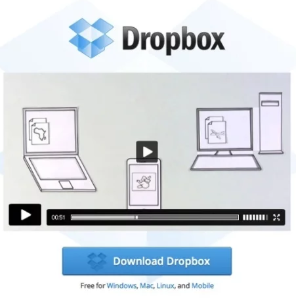 Dropbox
00:51
Download Dropbox
Free for Windows, Mac, Linux, and Mobile